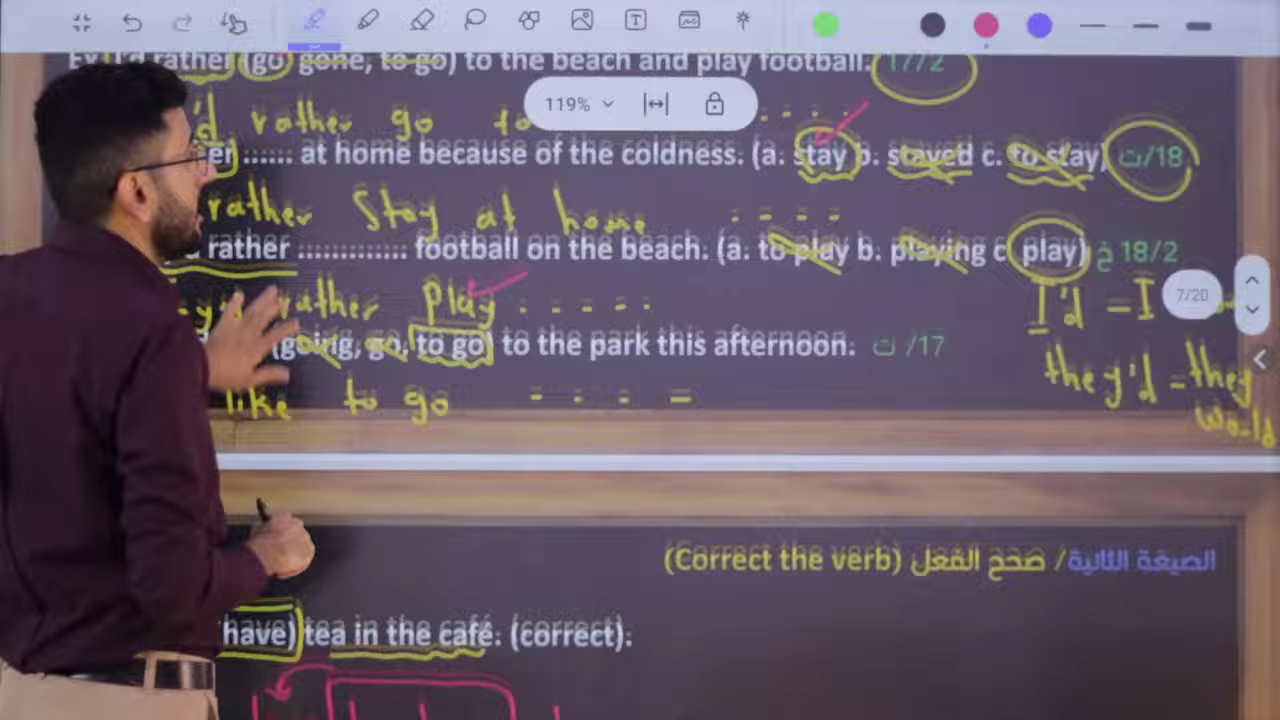 I'd rather (go) gone, to go) to the beach and play football. 17/2
119%
'd rather go to
er ...... at home because of the coldness. (a. stay b. stayed c. to stay) 18/ت
rather Stay at home
rather ............. football on the beach. (a. to play b. playing c. play) 18/2 خ
rather Play
I'd = I
7/20
(going, go, to go) to the park this afternoon. 17/ ت
they'd = they would
like to go
الصيغة الثانية/ صحح الفعل (Correct the verb)
have) tea in the café. (correct).